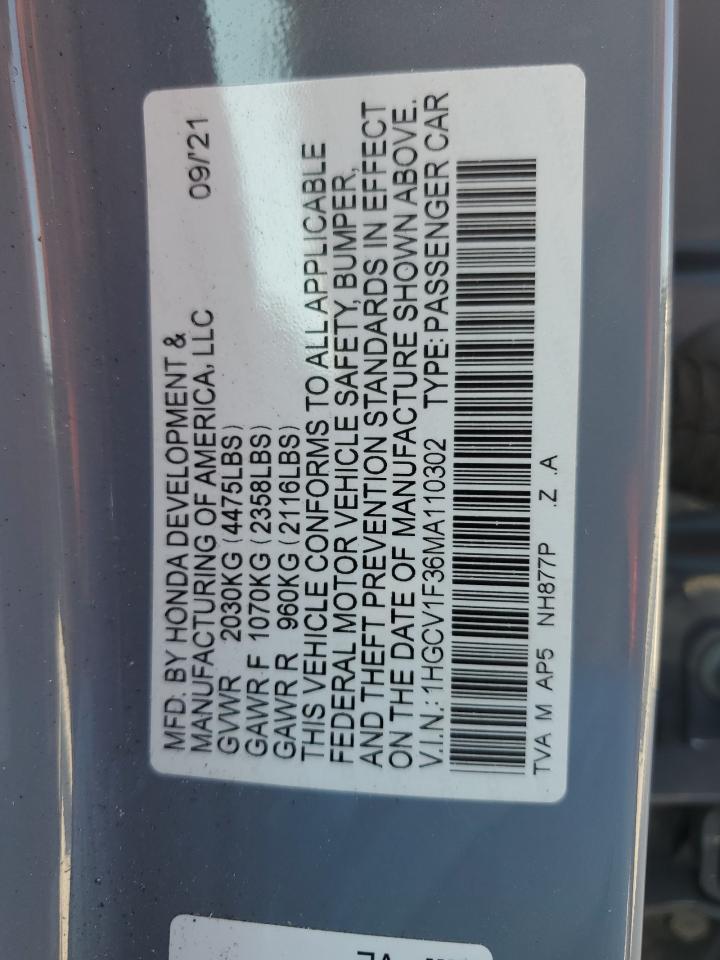 MFD. BY HONDA DEVELOPMENT &
MANUFACTURING OF AMERICA, LLC 09/'21
GVWR 2030KG (4475LBS)
GAWR F 1070KG (2358LBS)
GAWR R 960KG (2116LBS)
THIS VEHICLE CONFORMS TO ALL APPLICABLE
FEDERAL MOTOR VEHICLE SAFETY, BUMPER,
AND THEFT PREVENTION STANDARDS IN EFFECT
ON THE DATE OF MANUFACTURE SHOWN ABOVE.
V.I.N.: 1HGCV1F36MA110302 TYPE: PASSENGER CAR
TVA M AP5 NH877P .Z .A